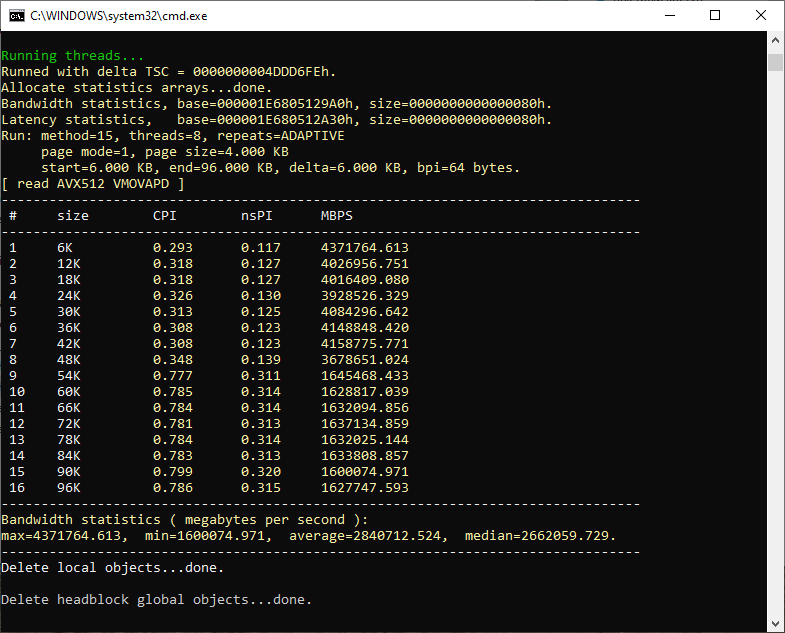 C:\WINDOWS\system32\cmd.exe
Running threads...
Runned with delta TSC = 0000000004DDD6FEh.
Allocate statistics arrays...done.
Bandwidth statistics, base=000001E6805129A0h, size=0000000000000080h.
Latency statistics,   base=000001E680512A30h, size=0000000000000080h.
Run: method=15, threads=8, repeats=ADAPTIVE
     page mode=1, page size=4.000 KB
     start=6.000 KB, end=96.000 KB, delta=6.000 KB, bpi=64 bytes.
[ read AVX512 VMOVAPD ]
--------------------------------------------------------------------------------
 #     size        CPI        nsPI      MBPS
--------------------------------------------------------------------------------
 1     6K          0.293      0.117     4371764.613
 2     12K         0.318      0.127     4026956.751
 3     18K         0.318      0.127     4016409.080
 4     24K         0.326      0.130     3928526.329
 5     30K         0.313      0.125     4084296.642
 6     36K         0.308      0.123     4148848.420
 7     42K         0.308      0.123     4158775.771
 8     48K         0.348      0.139     3678651.024
 9     54K         0.777      0.311     1645468.433
 10    60K         0.785      0.314     1628817.039
 11    66K         0.784      0.314     1632094.856
 12    72K         0.781      0.313     1637134.859
 13    78K         0.784      0.314     1632025.144
 14    84K         0.783      0.313     1633808.857
 15    90K         0.799      0.320     1600074.971
 16    96K         0.786      0.315     1627747.593
--------------------------------------------------------------------------------
Bandwidth statistics ( megabytes per second ):
max=4371764.613,  min=1600074.971,  average=2840712.524,  median=2662059.729.
--------------------------------------------------------------------------------
Delete local objects...done.
Delete headblock global objects...done.